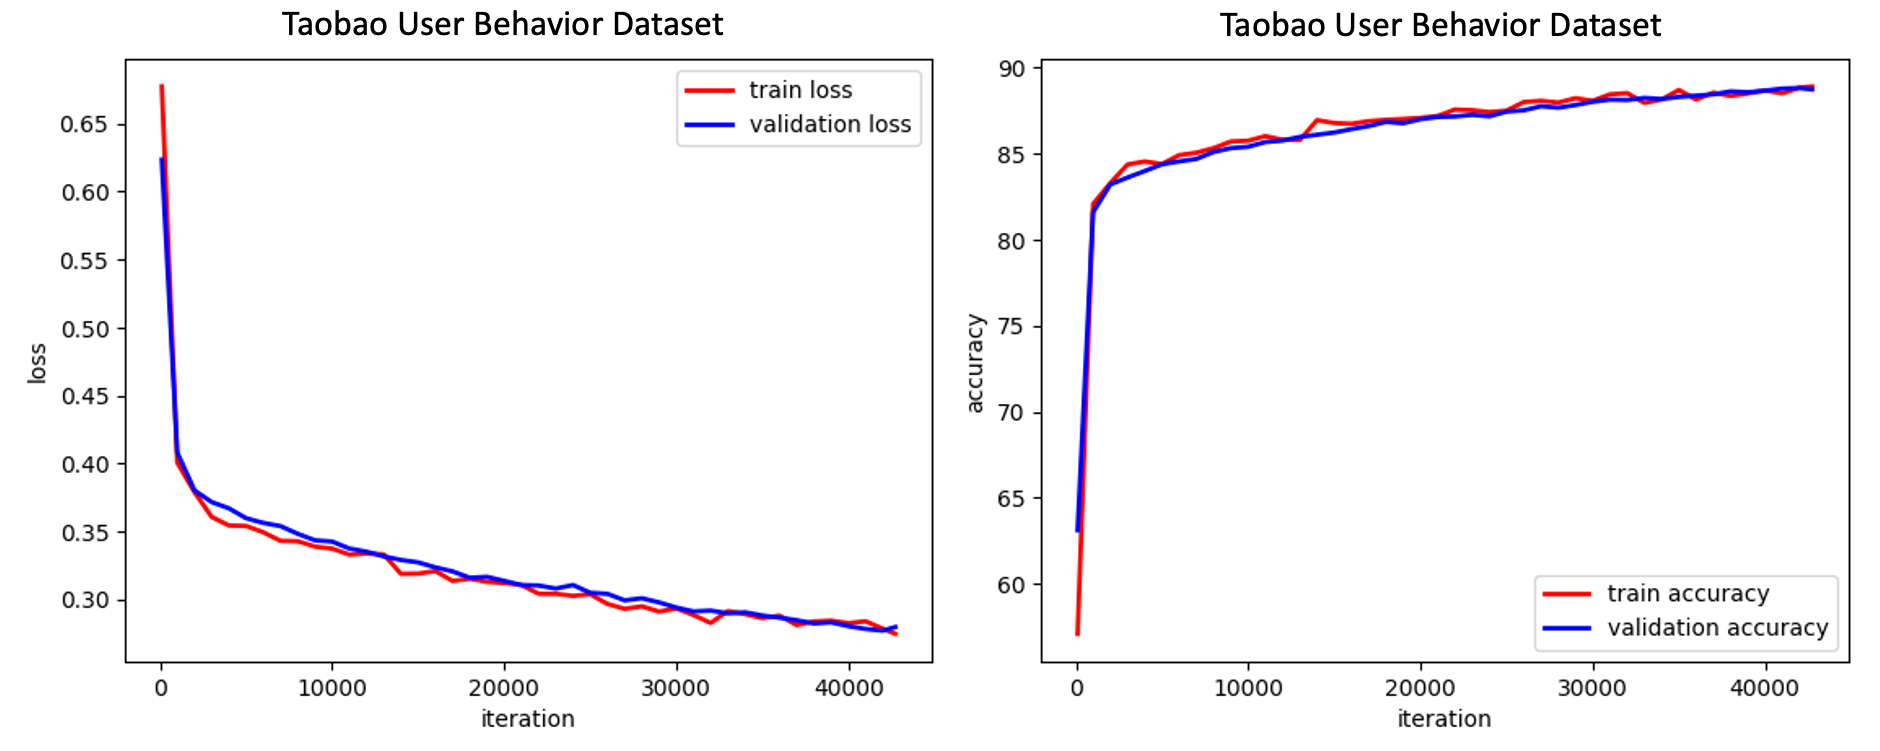 Taobao User Behavior Dataset
train loss
validation loss
0.65
0.60
0.55
0.50
0.45
0.40
0.35
0.30
loss
0 10000 20000 30000 40000
iteration
Taobao User Behavior Dataset
90
85
80
75
70
65
60
accuracy
train accuracy
validation accuracy
0 10000 20000 30000 40000
iteration